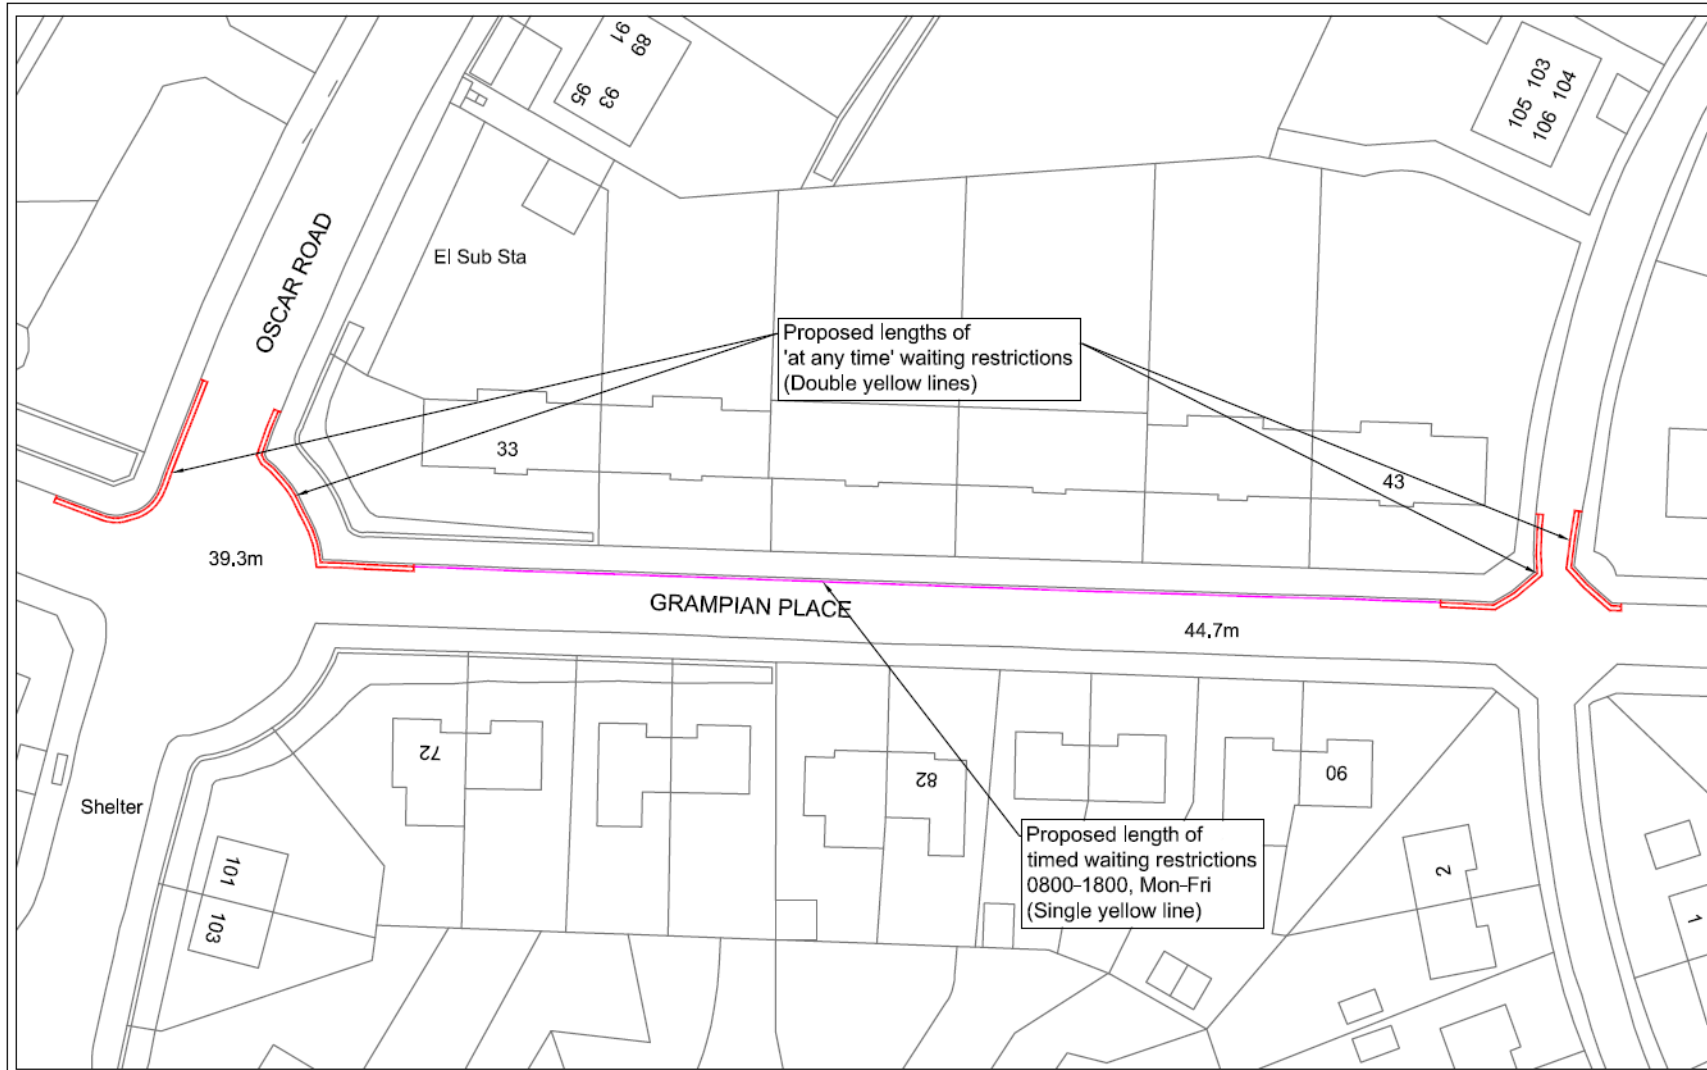 89
91
93
95
103
104
105
106
OSCAR ROAD
El Sub Sta
Proposed lengths of
'at any time' waiting restrictions
(Double yellow lines)
33
43
39.3m
GRAMPIAN PLACE
44.7m
72
82
90
Shelter
Proposed length of
timed waiting restrictions
0800-1800, Mon-Fri
(Single yellow line)
101
103
2
1